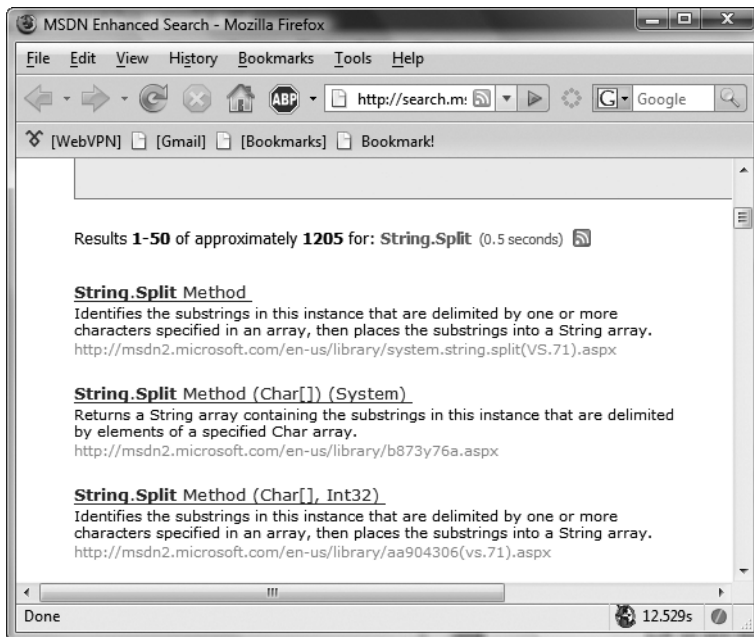 MSDN Enhanced Search - Mozilla Firefox
File Edit View History Bookmarks Tools Help
ABP http://search.m: G Google
[WebVPN] [Gmail] [Bookmarks] Bookmark!
Results 1-50 of approximately 1205 for: String.Split (0.5 seconds)
String.Split Method
Identifies the substrings in this instance that are delimited by one or more
characters specified in an array, then places the substrings into a String array.
http://msdn2.microsoft.com/en-us/library/system.string.split(VS.71).aspx
String.Split Method (Char[]) (System)
Returns a String array containing the substrings in this instance that are delimited
by elements of a specified Char array.
http://msdn2.microsoft.com/en-us/library/b873y76a.aspx
String.Split Method (Char[], Int32)
Identifies the substrings in this instance that are delimited by one or more
characters specified in an array, then places the substrings into a String array.
http://msdn2.microsoft.com/en-us/library/aa904306(vs.71).aspx
Done 12.529s